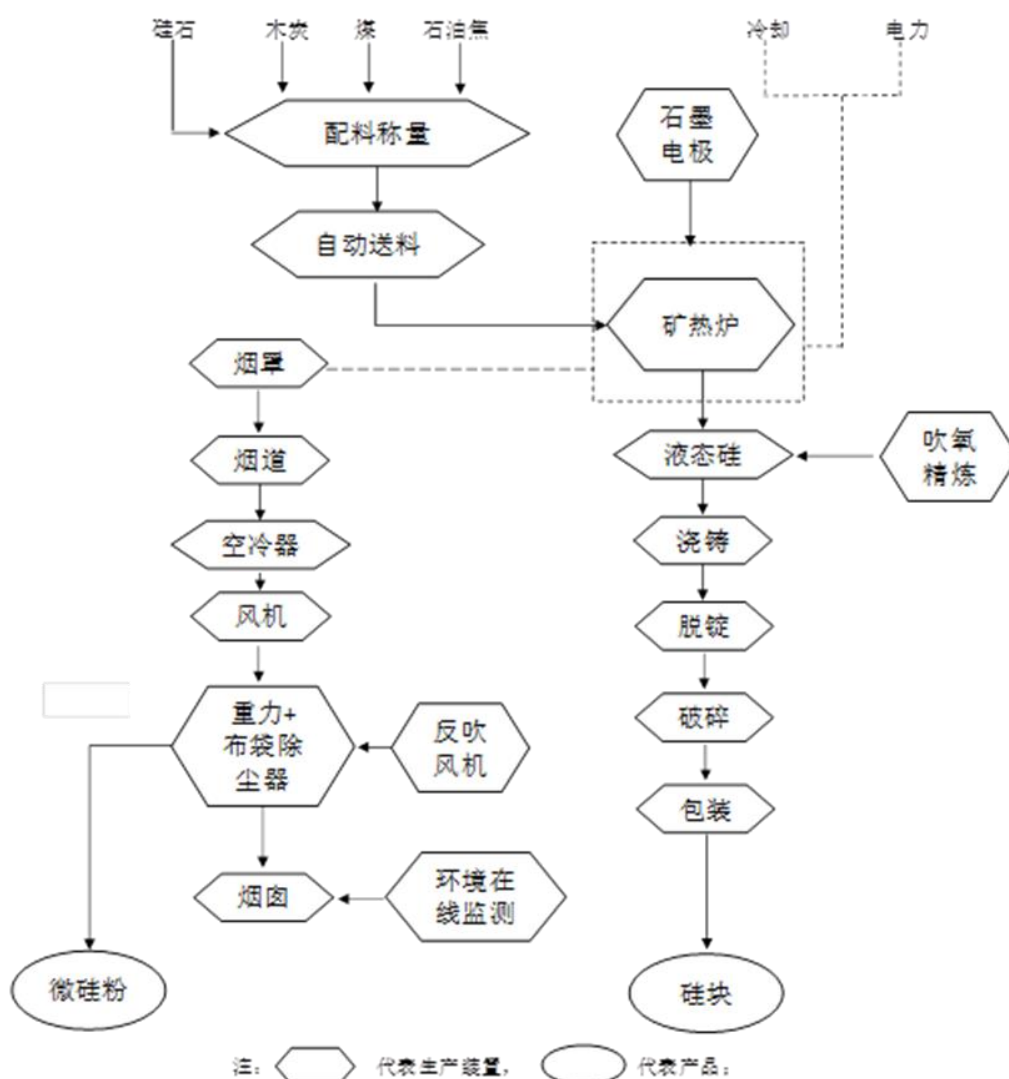 硅石 木炭 煤 石油焦 冷却 电力
配料称量
石墨
电极
自动送料
矿热炉
烟罩
烟道
液态硅
吹氧
精炼
空冷器
浇铸
风机
脱锭
重力+
布袋除
尘器
反吹
风机
破碎
包装
烟囱
环境在
线监测
微硅粉
硅块
注： 代表生产装置， 代表产品；